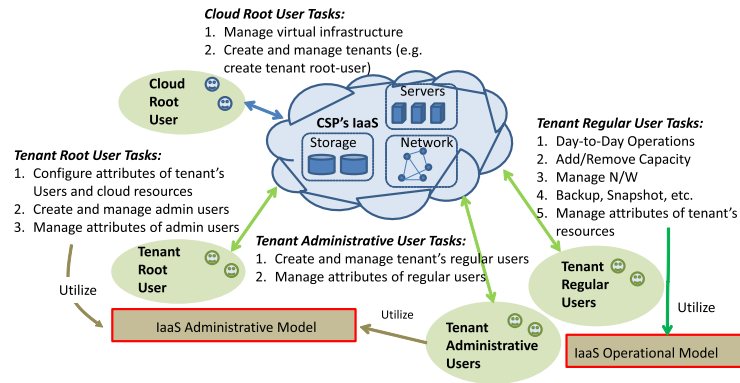 Cloud Root User Tasks:
1. Manage virtual infrastructure
2. Create and manage tenants (e.g.
create tenant root-user)
Cloud
Root
User
CSP's IaaS
Servers
Storage
Network
Tenant Root User Tasks:
1. Configure attributes of tenant's
Users and cloud resources
2. Create and manage admin users
3. Manage attributes of admin users
Tenant Regular User Tasks:
1. Day-to-Day Operations
2. Add/Remove Capacity
3. Manage N/W
4. Backup, Snapshot, etc.
5. Manage attributes of tenant's
resources
Tenant Administrative User Tasks:
1. Create and manage tenant's regular users
2. Manage attributes of regular users
Tenant
Root
User
Tenant
Regular
Users
Utilize
Utilize
Utilize
IaaS Administrative Model
Tenant
Administrative
Users
IaaS Operational Model